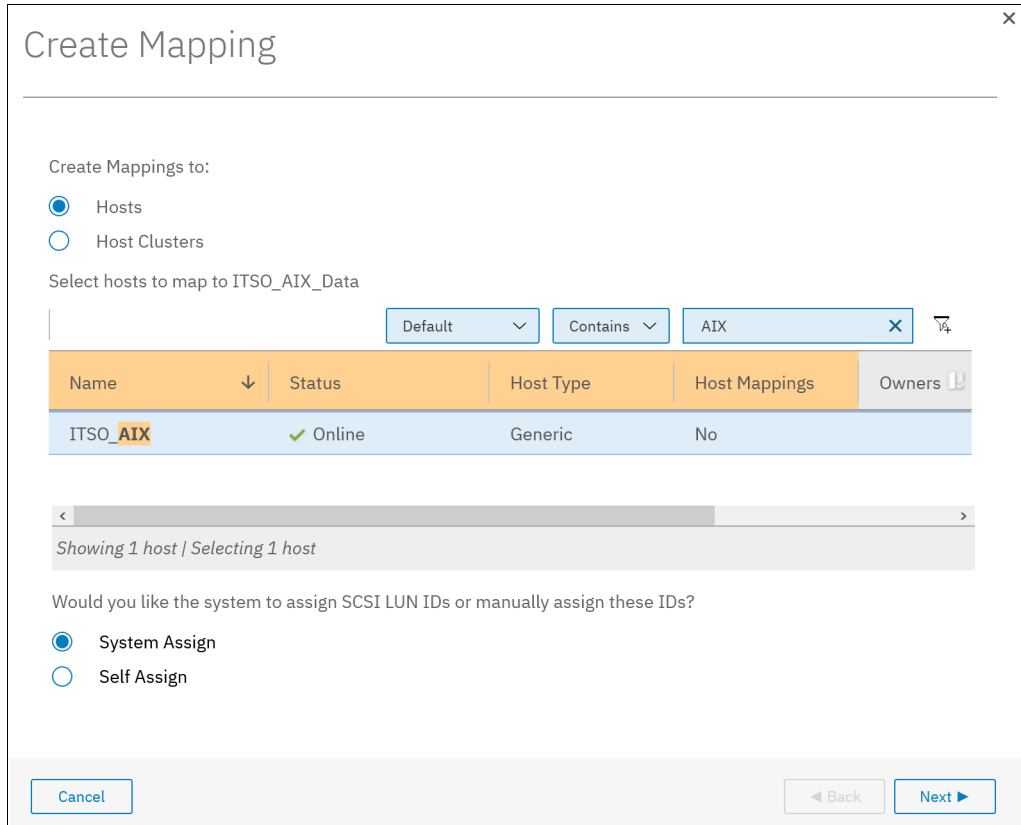 Create Mapping
Create Mappings to:
Hosts
Host Clusters
Select hosts to map to ITSO_AIX_Data
Default Contains AIX
Name Status Host Type Host Mappings Owners
ITSO_AIX Online Generic No
Showing 1 host | Selecting 1 host
Would you like the system to assign SCSI LUN IDs or manually assign these IDs?
System Assign
Self Assign
Cancel Back Next